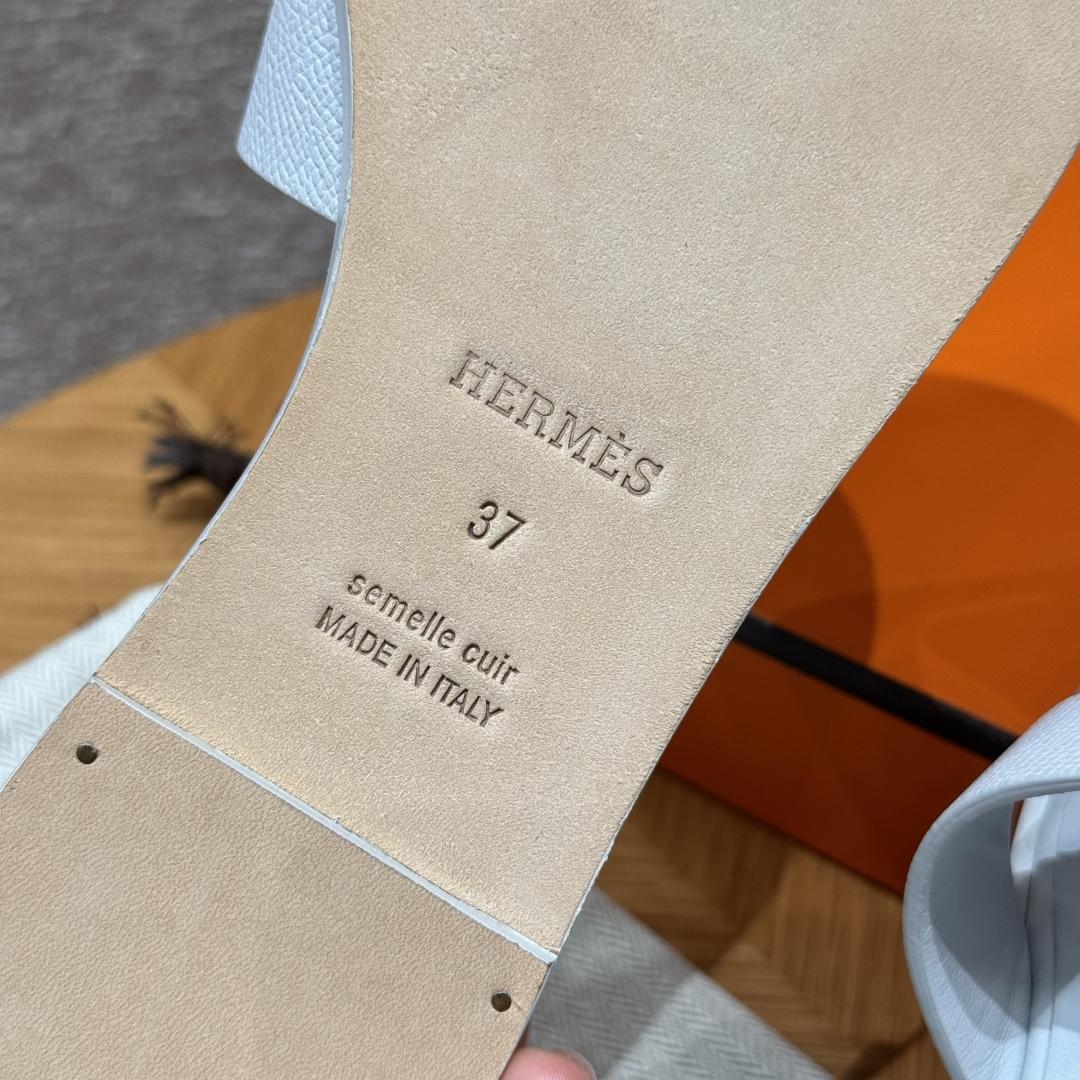 HERMÈS
37
semelle cuir
MADE IN ITALY